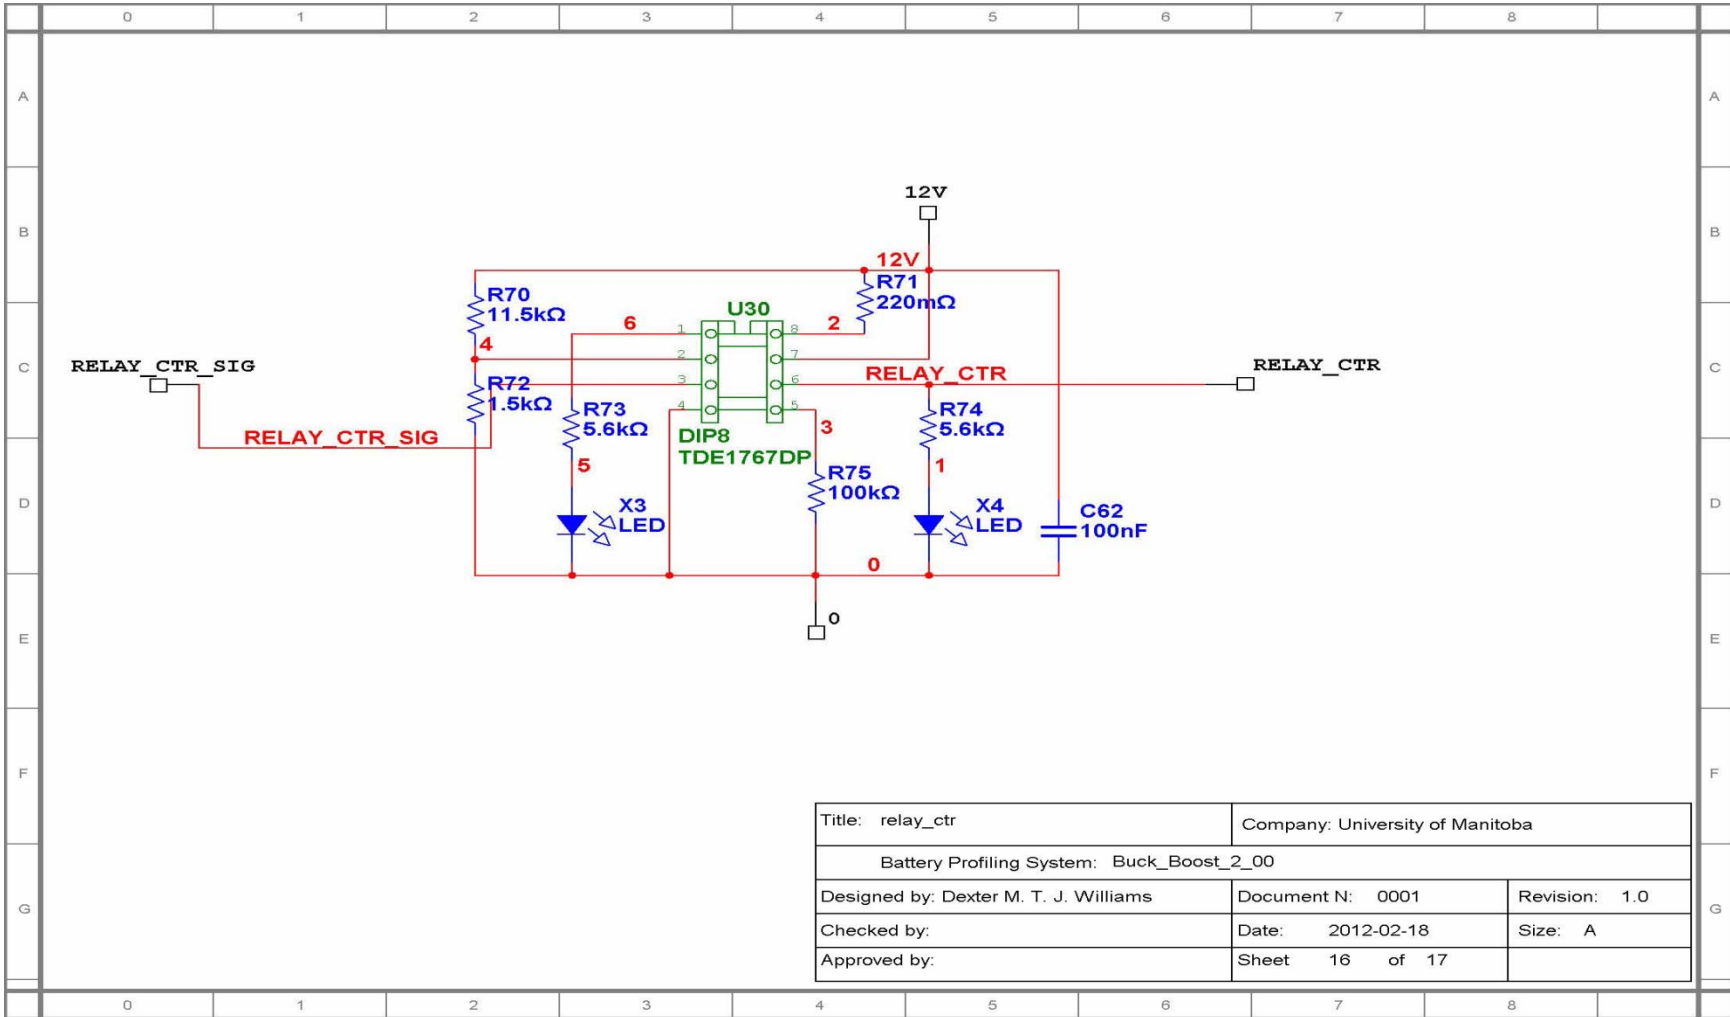 0 1 2 3 4 5 6 7 8
A A
B B
C C
D D
E E
F F
G G
12V
12V
R70
11.5kΩ
R71
220mΩ
U30
6
2
4
1
2
3
4
8
7
6
5
RELAY_CTR_SIG
RELAY_CTR
RELAY_CTR
R72
1.5kΩ
R73
5.6kΩ
R74
5.6kΩ
RELAY_CTR_SIG
DIP8
TDE1767DP
3
5
1
R75
100kΩ
X3
LED
X4
LED
C62
100nF
0
0
Title: relay_ctr
Company: University of Manitoba
Battery Profiling System: Buck_Boost_2_00
Designed by: Dexter M. T. J. Williams
Document N: 0001
Revision: 1.0
Checked by:
Date: 2012-02-18
Size: A
Approved by:
Sheet 16 of 17
0 1 2 3 4 5 6 7 8